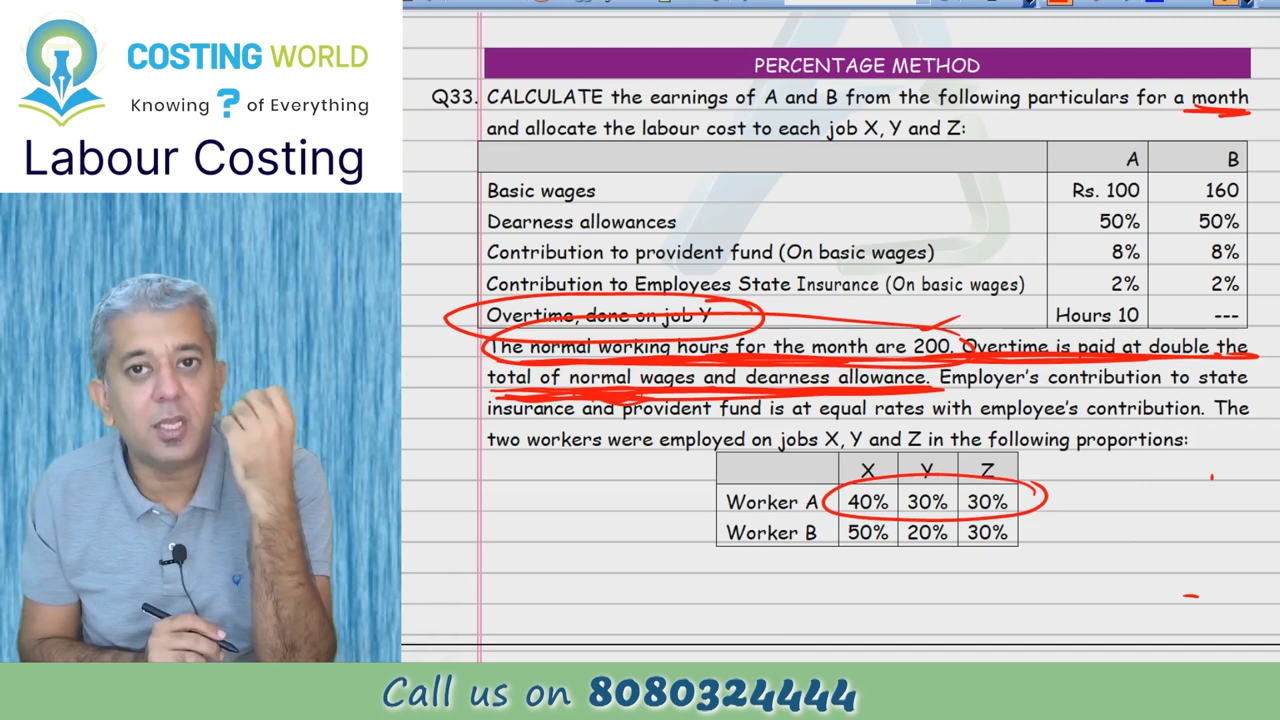 COSTING WORLD
Knowing ? of Everything
Labour Costing
PERCENTAGE METHOD
Q33. CALCULATE the earnings of A and B from the following particulars for a month
and allocate the labour cost to each job X, Y and Z:
A B
Basic wages Rs. 100 160
Dearness allowances 50% 50%
Contribution to provident fund (On basic wages) 8% 8%
Contribution to Employees State Insurance (On basic wages) 2% 2%
Overtime, done on job Y Hours 10 ---
The normal working hours for the month are 200. Overtime is paid at double the
total of normal wages and dearness allowance. Employer's contribution to state
insurance and provident fund is at equal rates with employee's contribution. The
two workers were employed on jobs X, Y and Z in the following proportions:
X Y Z
Worker A 40% 30% 30%
Worker B 50% 20% 30%
Call us on 8080324444